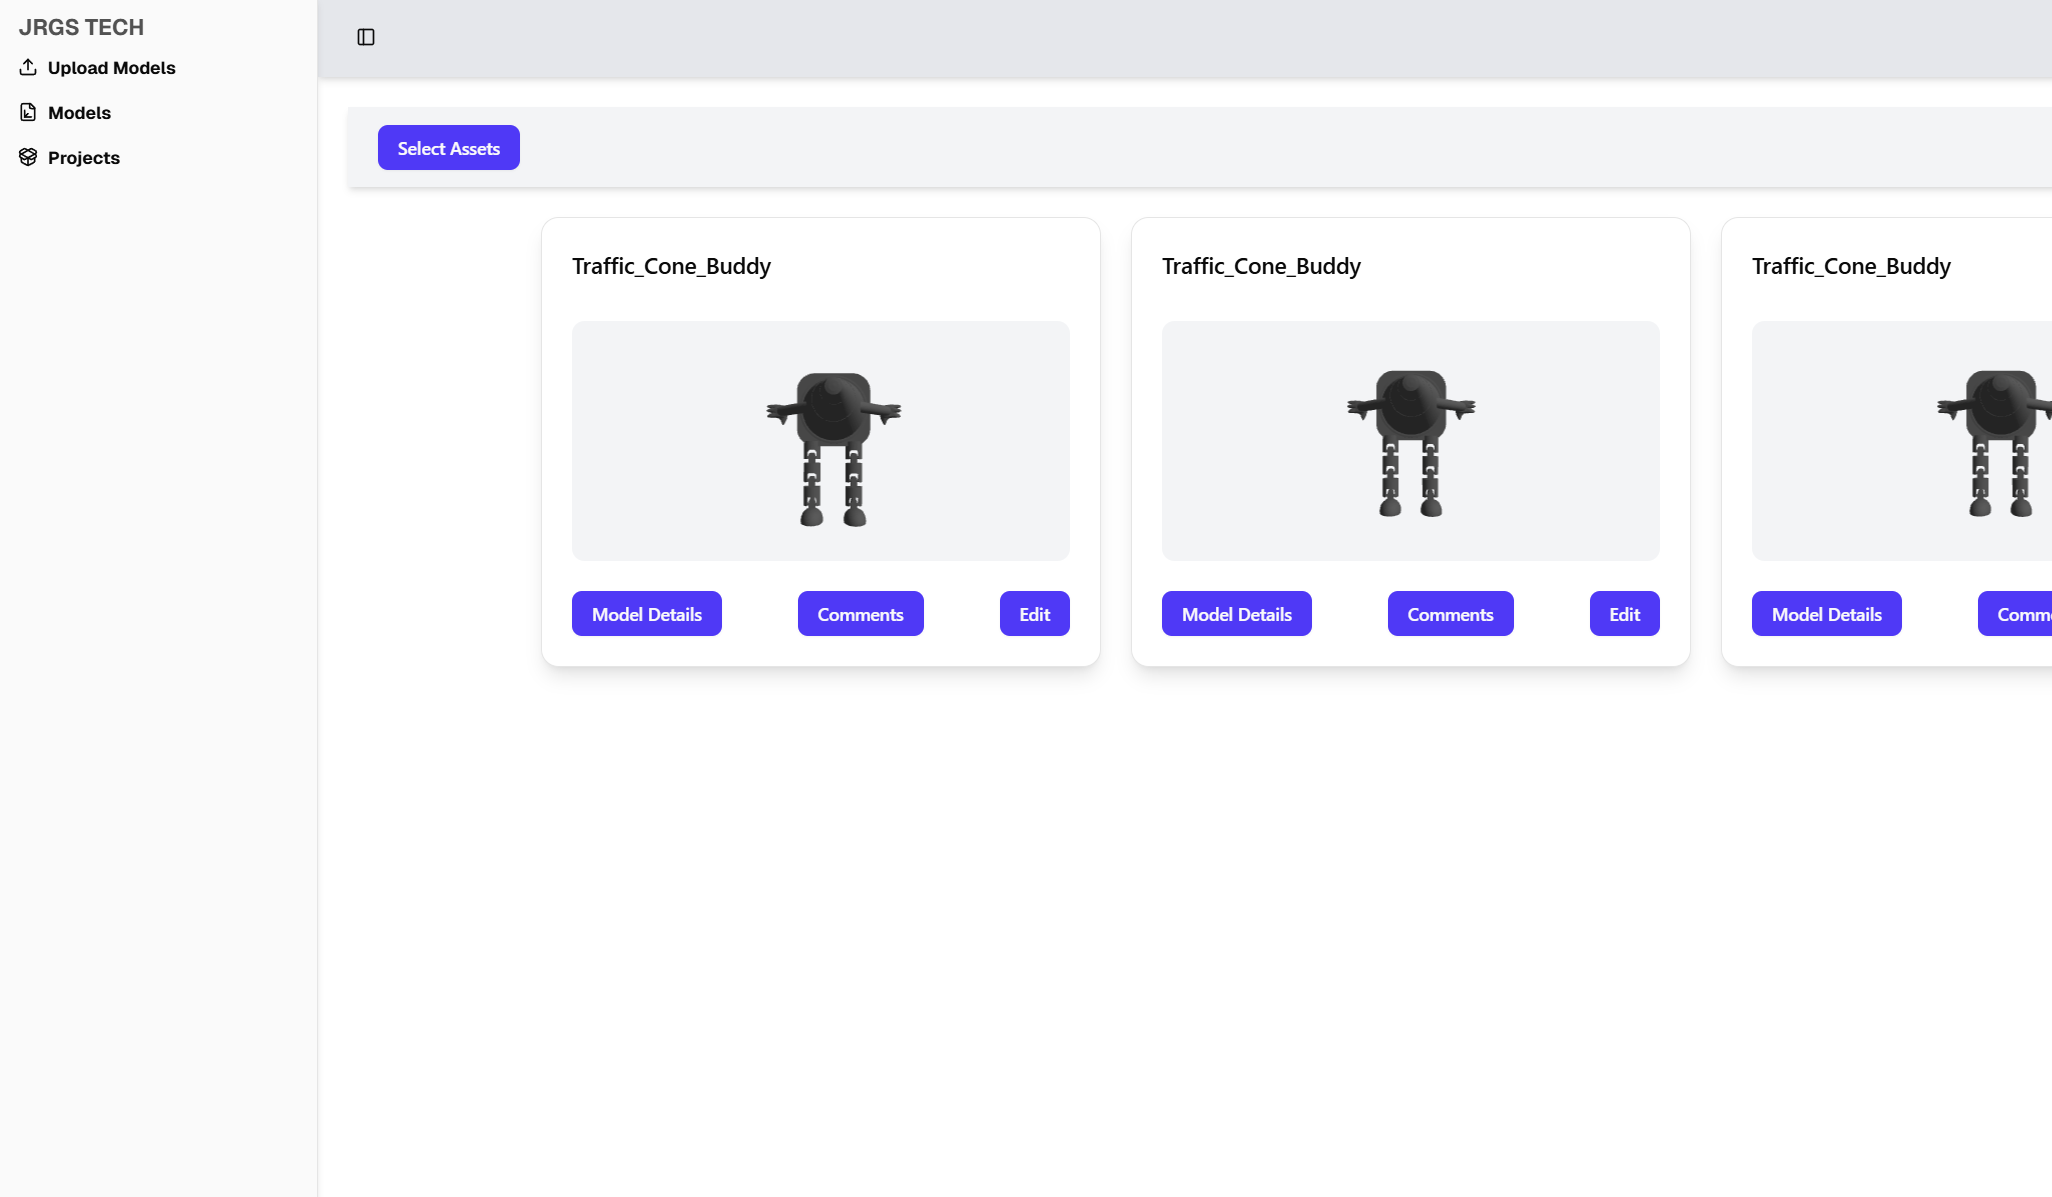 JRGS TECH
Upload Models
Models
Projects
Select Assets
Traffic_Cone_Buddy
Traffic_Cone_Buddy
Traffic_Cone_Buddy
Model Details
Comments
Edit
Model Details
Comments
Edit
Model Details
Comm